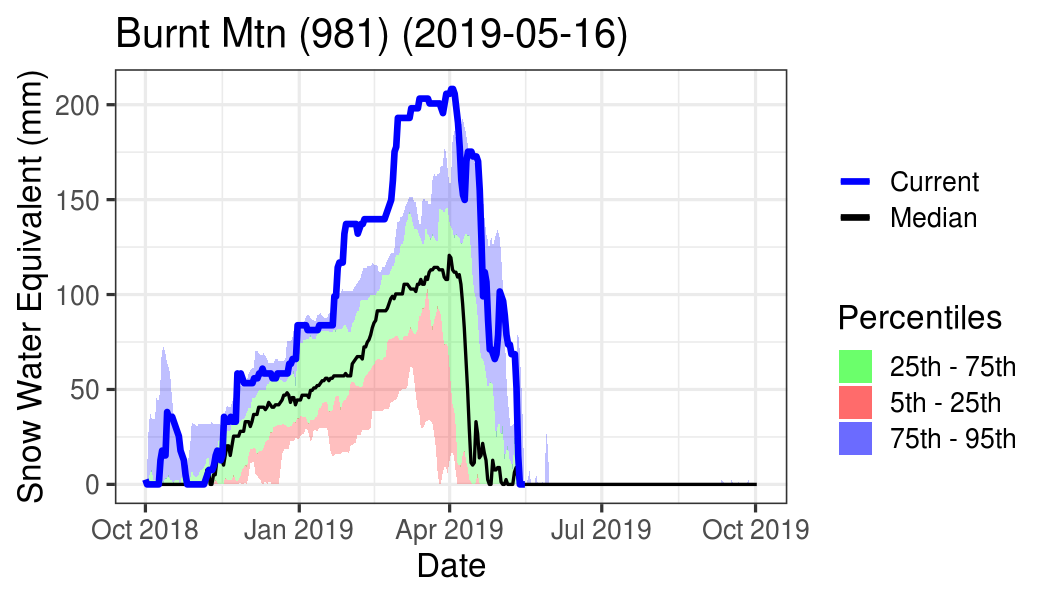 Burnt Mtn (981) (2019-05-16)
Snow Water Equivalent (mm)
200
150
100
50
0
Oct 2018
Jan 2019
Apr 2019
Jul 2019
Oct 2019
Date
Current
Median
Percentiles
25th - 75th
5th - 25th
75th - 95th